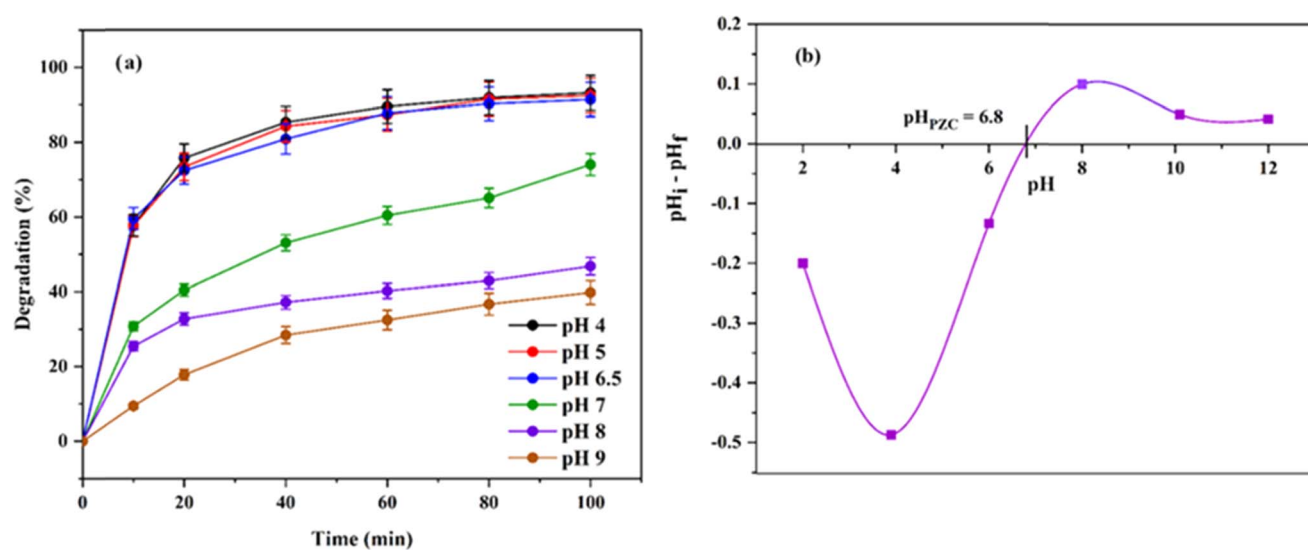 (a)
Degradation (%)
100
80
60
40
20
0
pH 4
pH 5
pH 6.5
pH 7
pH 8
pH 9
0 20 40 60 80 100
Time (min)
(b)
pHi - pHf
0.2
0.1
0.0
-0.1
-0.2
-0.3
-0.4
-0.5
pHPZC = 6.8
2 4 6 8 10 12
pH